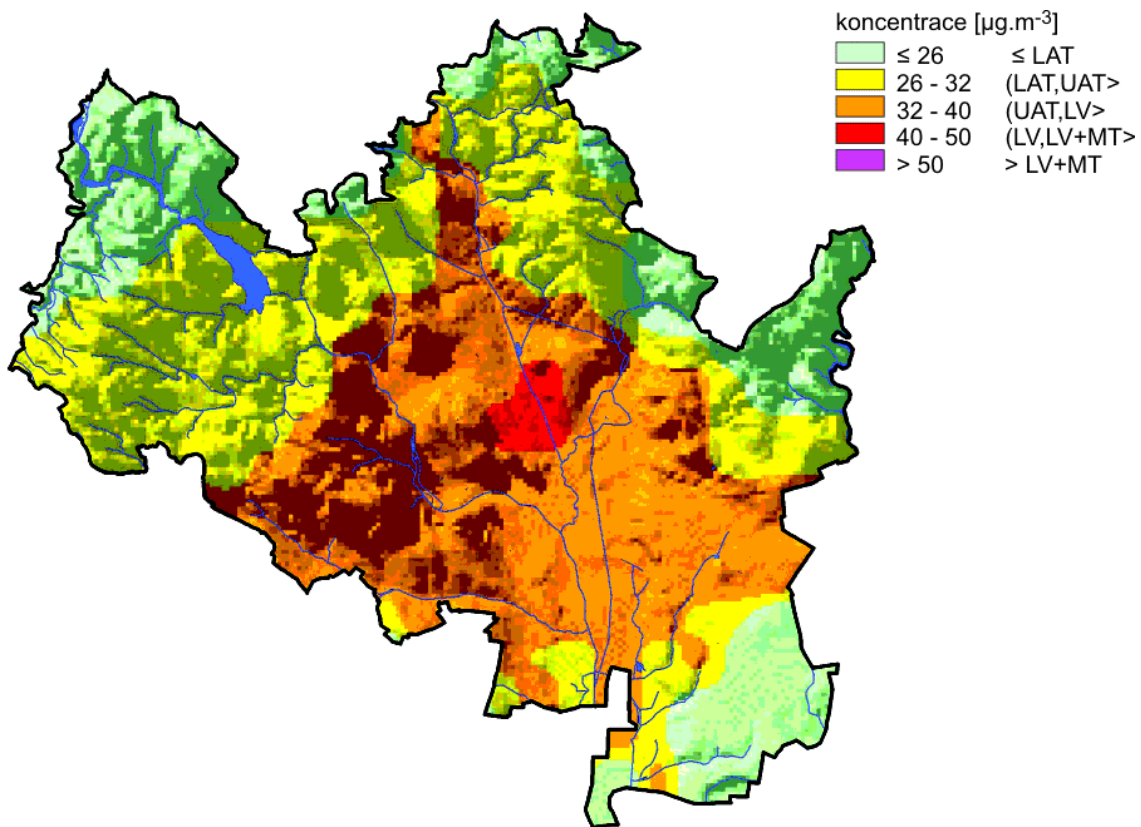 koncentrace [µg.m-3]
≤ 26 ≤ LAT
26 - 32 (LAT,UAT>
32 - 40 (UAT,LV>
40 - 50 (LV,LV+MT>
> 50 > LV+MT